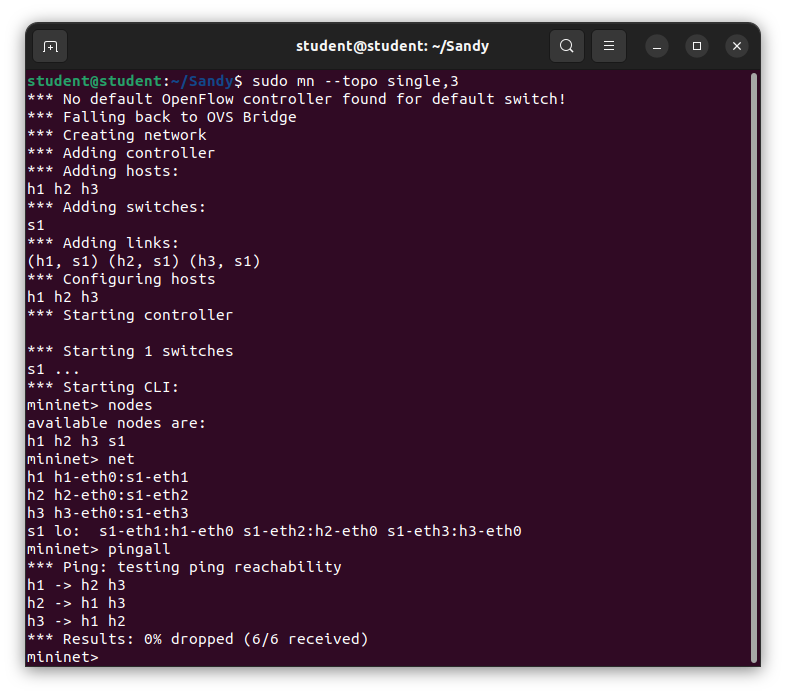 student@student: ~/Sandy
student@student:~/Sandy$ sudo mn --topo single,3
*** No default OpenFlow controller found for default switch!
*** Falling back to OVS Bridge
*** Creating network
*** Adding controller
*** Adding hosts:
h1 h2 h3
*** Adding switches:
s1
*** Adding links:
(h1, s1) (h2, s1) (h3, s1)
*** Configuring hosts
h1 h2 h3
*** Starting controller

*** Starting 1 switches
s1 ...
*** Starting CLI:
mininet> nodes
available nodes are:
h1 h2 h3 s1
mininet> net
h1 h1-eth0:s1-eth1
h2 h2-eth0:s1-eth2
h3 h3-eth0:s1-eth3
s1 lo:  s1-eth1:h1-eth0 s1-eth2:h2-eth0 s1-eth3:h3-eth0
mininet> pingall
*** Ping: testing ping reachability
h1 -> h2 h3
h2 -> h1 h3
h3 -> h1 h2
*** Results: 0% dropped (6/6 received)
mininet>